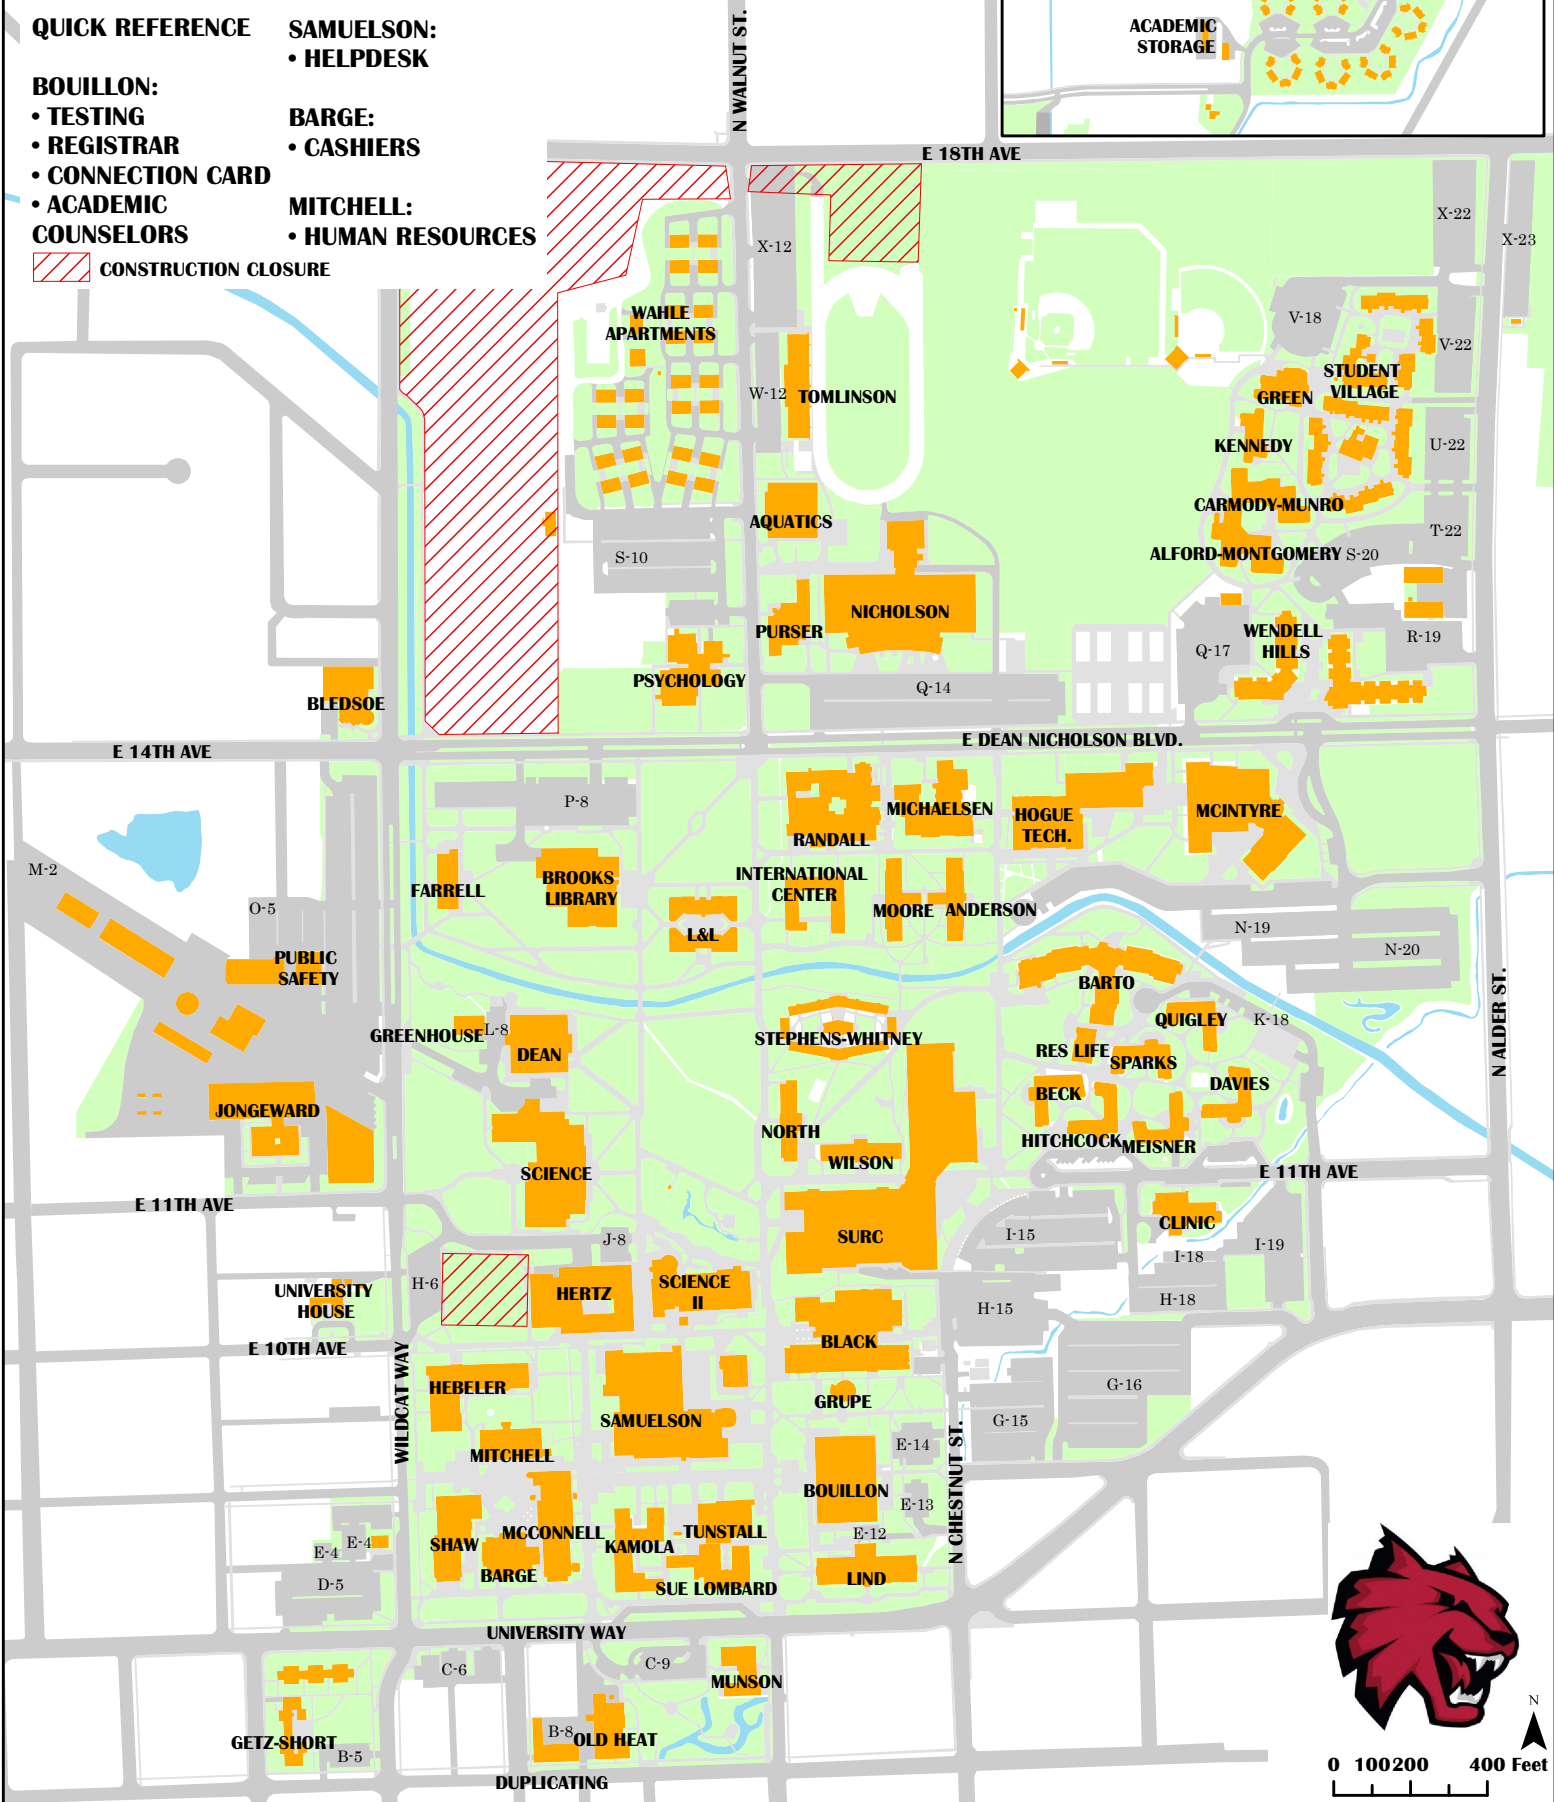 QUICK REFERENCE
BOUILLON:
• TESTING
• REGISTRAR
• CONNECTION CARD
• ACADEMIC
COUNSELORS
SAMUELSON:
• HELPDESK
BARGE:
• CASHIERS
MITCHELL:
• HUMAN RESOURCES
CONSTRUCTION CLOSURE
N WALNUT ST.
ACADEMIC
STORAGE
E 18TH AVE
X-22
X-23
X-12
V-18
V-22
WAHLE
APARTMENTS
W-12
TOMLINSON
STUDENT
VILLAGE
GREEN
KENNEDY
U-22
CARMODY-MUNRO
AQUATICS
T-22
S-10
ALFORD-MONTGOMERY
S-20
NICHOLSON
PURSER
WENDELL
HILLS
R-19
Q-17
PSYCHOLOGY
Q-14
BLEDSOE
E 14TH AVE
E DEAN NICHOLSON BLVD.
P-8
MICHAELSEN
HOGUE
TECH.
MCINTYRE
RANDALL
M-2
FARRELL
BROOKS
LIBRARY
INTERNATIONAL
CENTER
MOORE
ANDERSON
O-5
L&L
N-19
N-20
PUBLIC
SAFETY
BARTO
N ALDER ST.
GREENHOUSE
L-8
DEAN
STEPHENS-WHITNEY
QUIGLEY
K-18
RES LIFE
SPARKS
BECK
DAVIES
JONGEWARD
NORTH
HITCHCOCK
MEISNER
WILSON
SCIENCE
E 11TH AVE
E 11TH AVE
CLINIC
SURC
I-15
J-8
I-18
I-19
H-6
UNIVERSITY
HOUSE
HERTZ
SCIENCE
II
H-15
H-18
E 10TH AVE
BLACK
WILDCAT WAY
HEBELER
GRUPE
G-16
SAMUELSON
G-15
MITCHELL
E-14
N CHESTNUT ST.
BOUILLON
E-13
SHAW
MCCONNELL
KAMOLA
TUNSTALL
E-12
E-4
E-4
D-5
BARGE
SUE LOMBARD
LIND
UNIVERSITY WAY
C-6
C-9
MUNSON
GETZ-SHORT
B-5
B-8
OLD HEAT
DUPLICATING
N
0 100 200 400 Feet